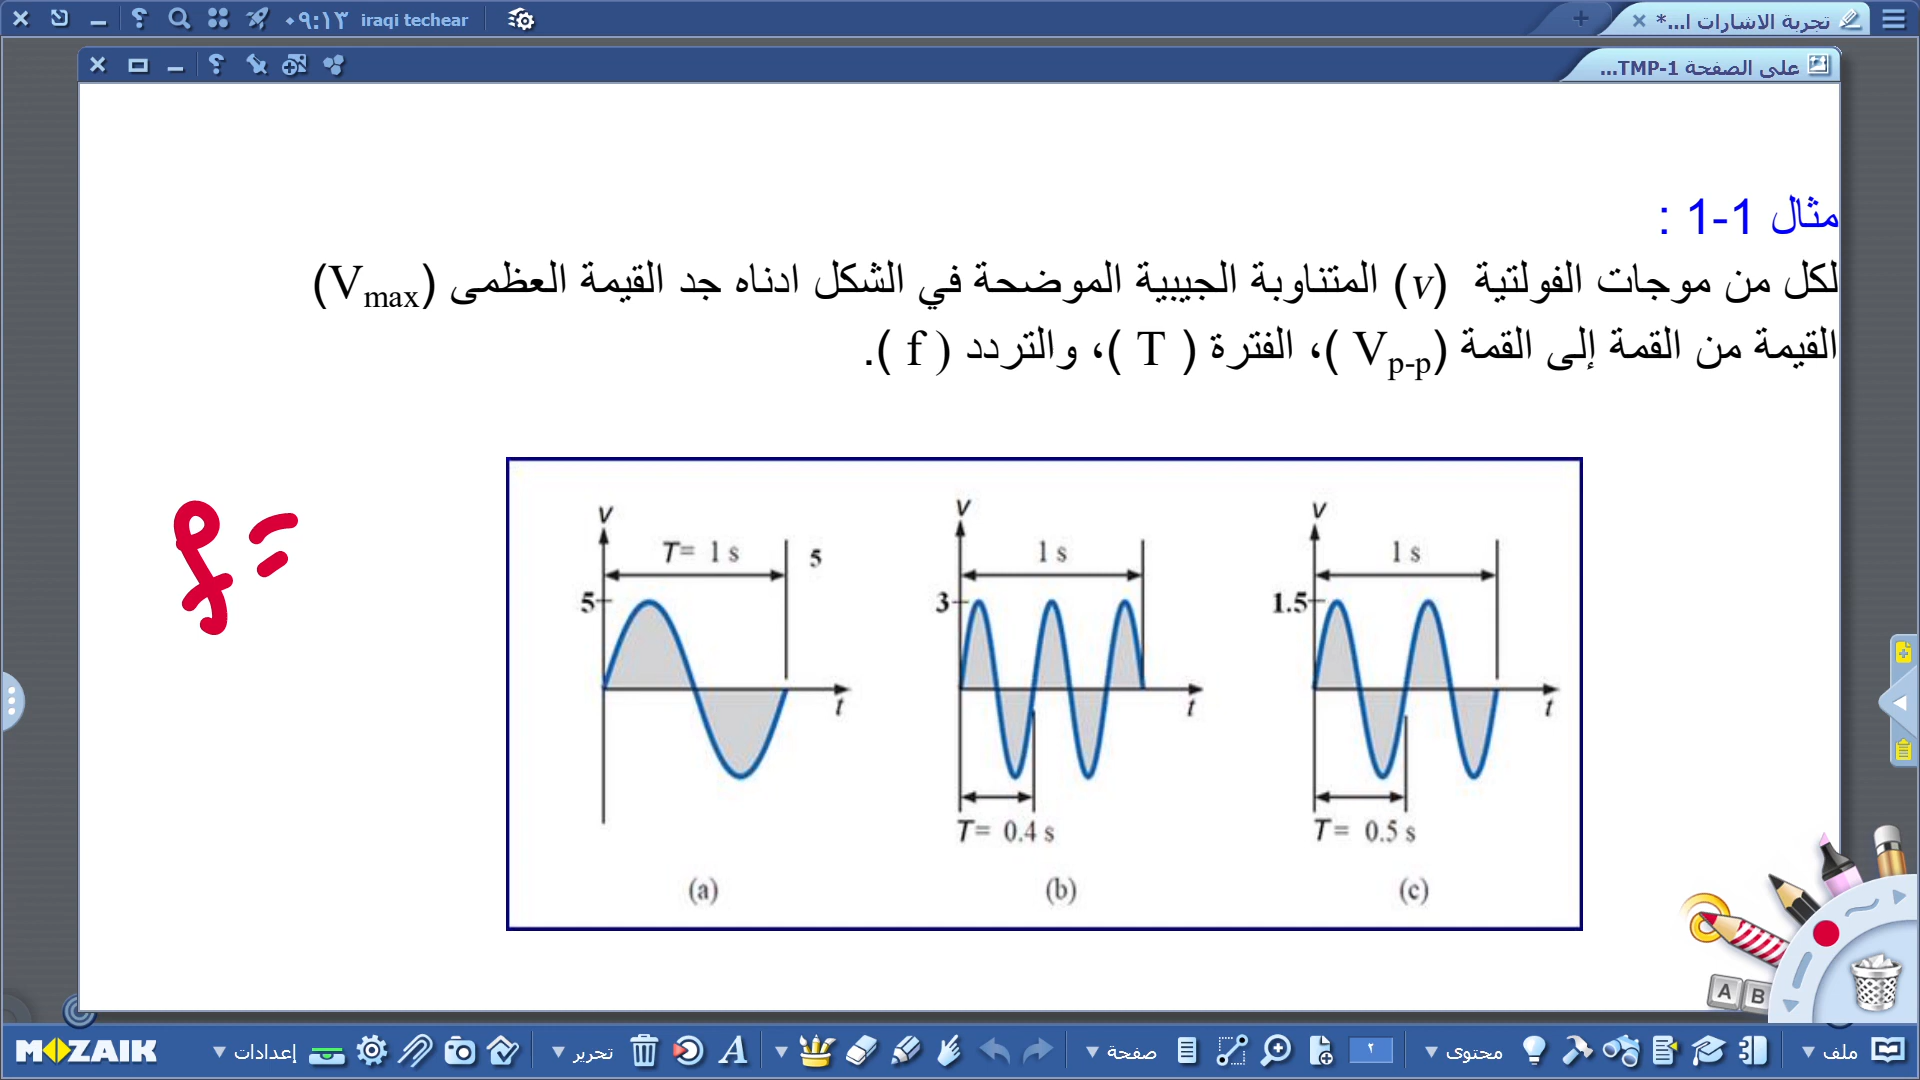 ٠٩:١٣ iraqi techear
تجربة الاشارات ا...*
على الصفحة TMP-1...
مثال 1-1 :
لكل من موجات الفولتية (v) المتناوبة الجيبية الموضحة في الشكل ادناه جد القيمة العظمى (Vmax)
القيمة من القمة إلى القمة (Vp-p )، الفترة ( T )، والتردد ( f ).
f =
v
T= 1 s
5
5
t
(a)
v
1 s
3
t
T= 0.4 s
(b)
v
1 s
1.5
t
T= 0.5 s
(c)
A B
MOZAIK
إعدادات
تحرير
A
صفحة
٢
محتوى
ملف